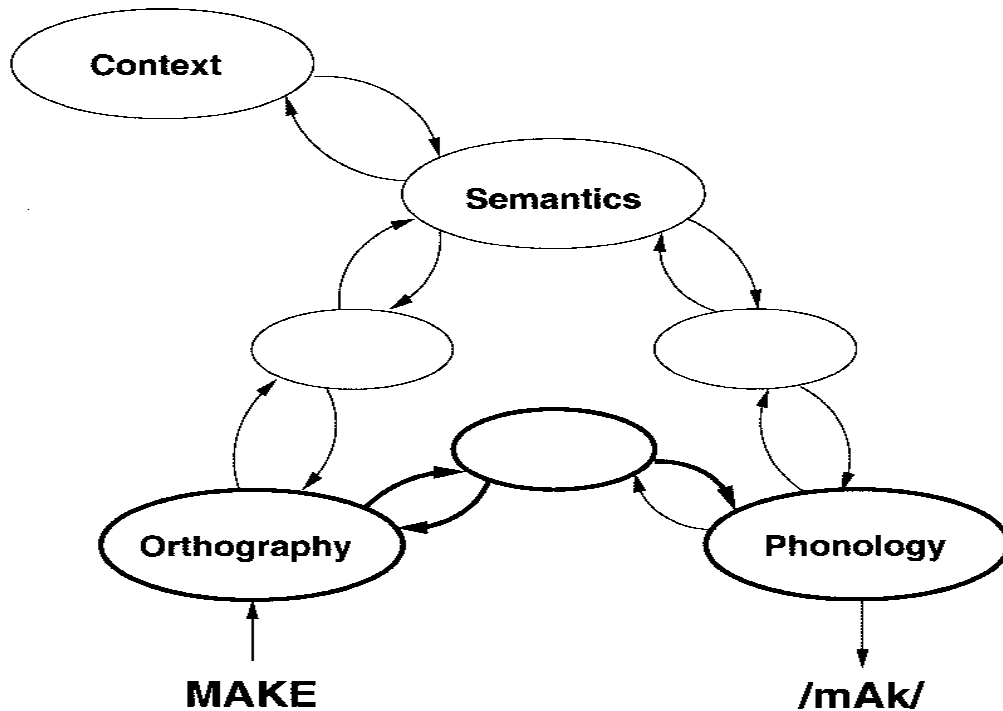 Context
Semantics
Orthography
Phonology
MAKE
/mAk/